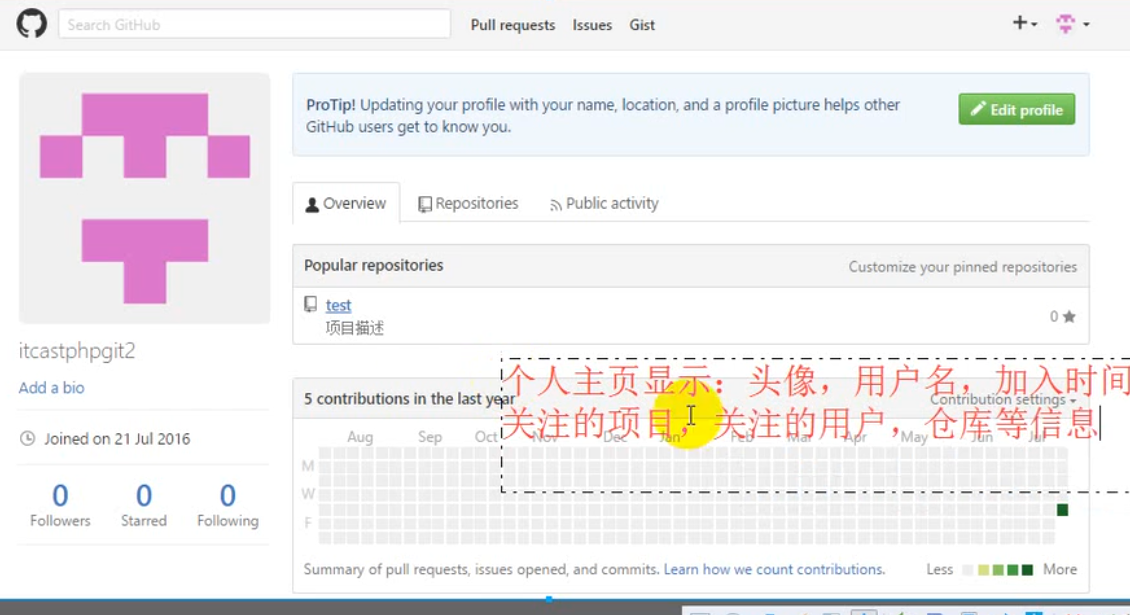 Search GitHub
Pull requests Issues Gist
ProTip! Updating your profile with your name, location, and a profile picture helps other
GitHub users get to know you.
Edit profile
Overview Repositories Public activity
Popular repositories Customize your pinned repositories
test
项目描述
0
itcastphpgit2
Add a bio
Joined on 21 Jul 2016
0 0 0
Followers Starred Following
5 contributions in the last year Contribution settings
个人主页显示：头像，用户名，加入时间
关注的项目，关注的用户，仓库等信息
Aug Sep Oct Nov Dec Jan Feb Mar Apr May Jun Jul
M
W
F
Summary of pull requests, issues opened, and commits. Learn how we count contributions. Less More